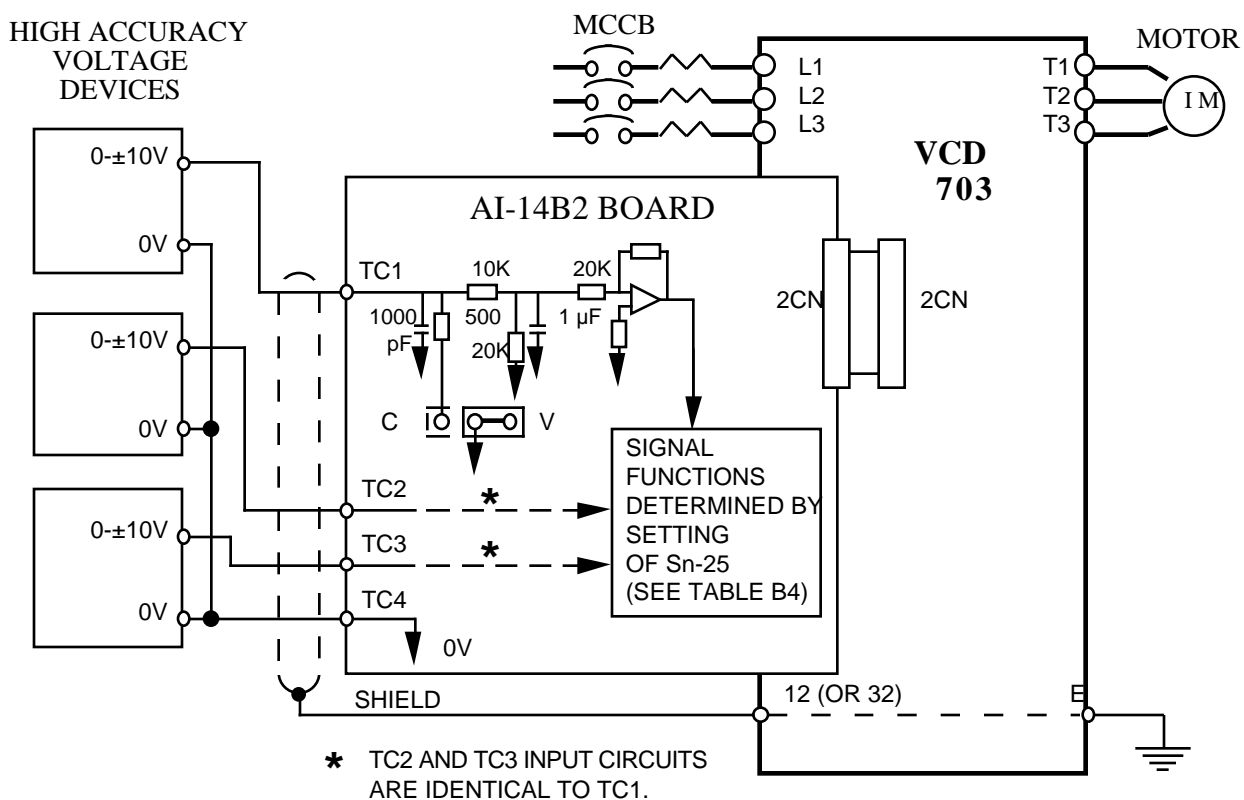 HIGH ACCURACY
VOLTAGE
DEVICES
MCCB
MOTOR
L1
L2
L3
T1
T2
T3
I M
VCD
703
0-±10V
0V
0-±10V
0V
0-±10V
0V
AI-14B2 BOARD
TC1
10K
20K
1000
pF
500
20K
1 µF
2CN
2CN
C
V
SIGNAL
FUNCTIONS
DETERMINED BY
SETTING
OF Sn-25
(SEE TABLE B4)
TC2
*
TC3
*
TC4
0V
SHIELD
12 (OR 32)
E
* TC2 AND TC3 INPUT CIRCUITS
ARE IDENTICAL TO TC1.